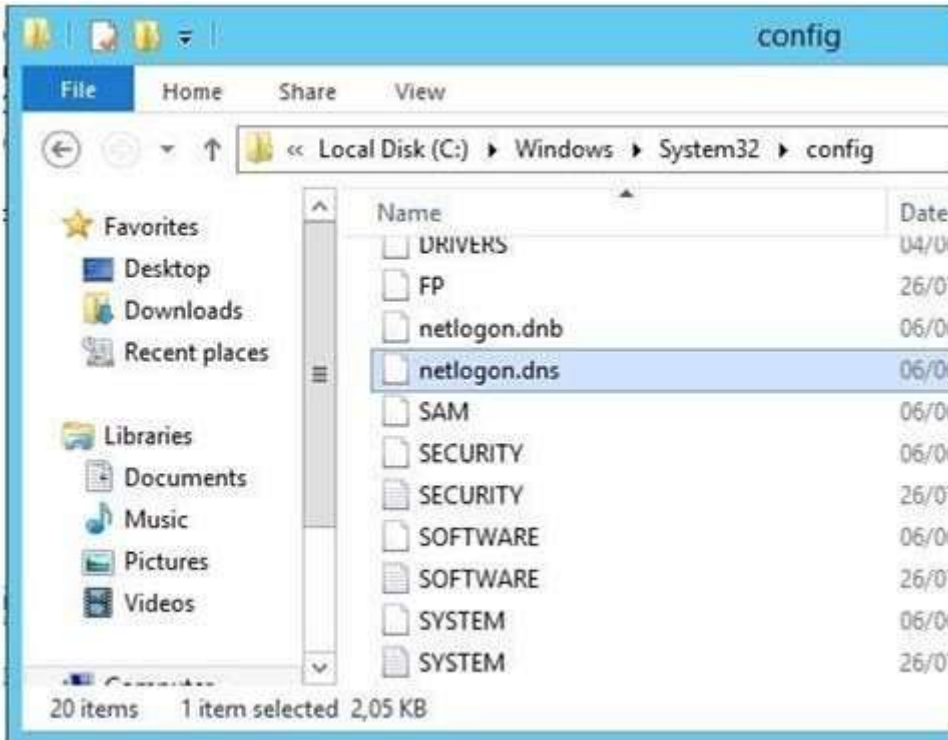 config
File Home Share View
« Local Disk (C:) Windows System32 config
Favorites
Desktop
Downloads
Recent places
Libraries
Documents
Music
Pictures
Videos
Name Date
DRIVERS 04/0
FP 26/0
netlogon.dnb 06/0
netlogon.dns 06/0
SAM 06/0
SECURITY 06/0
SECURITY 26/0
SOFTWARE 06/0
SOFTWARE 26/0
SYSTEM 06/0
SYSTEM 26/0
20 items 1 item selected 2,05 KB